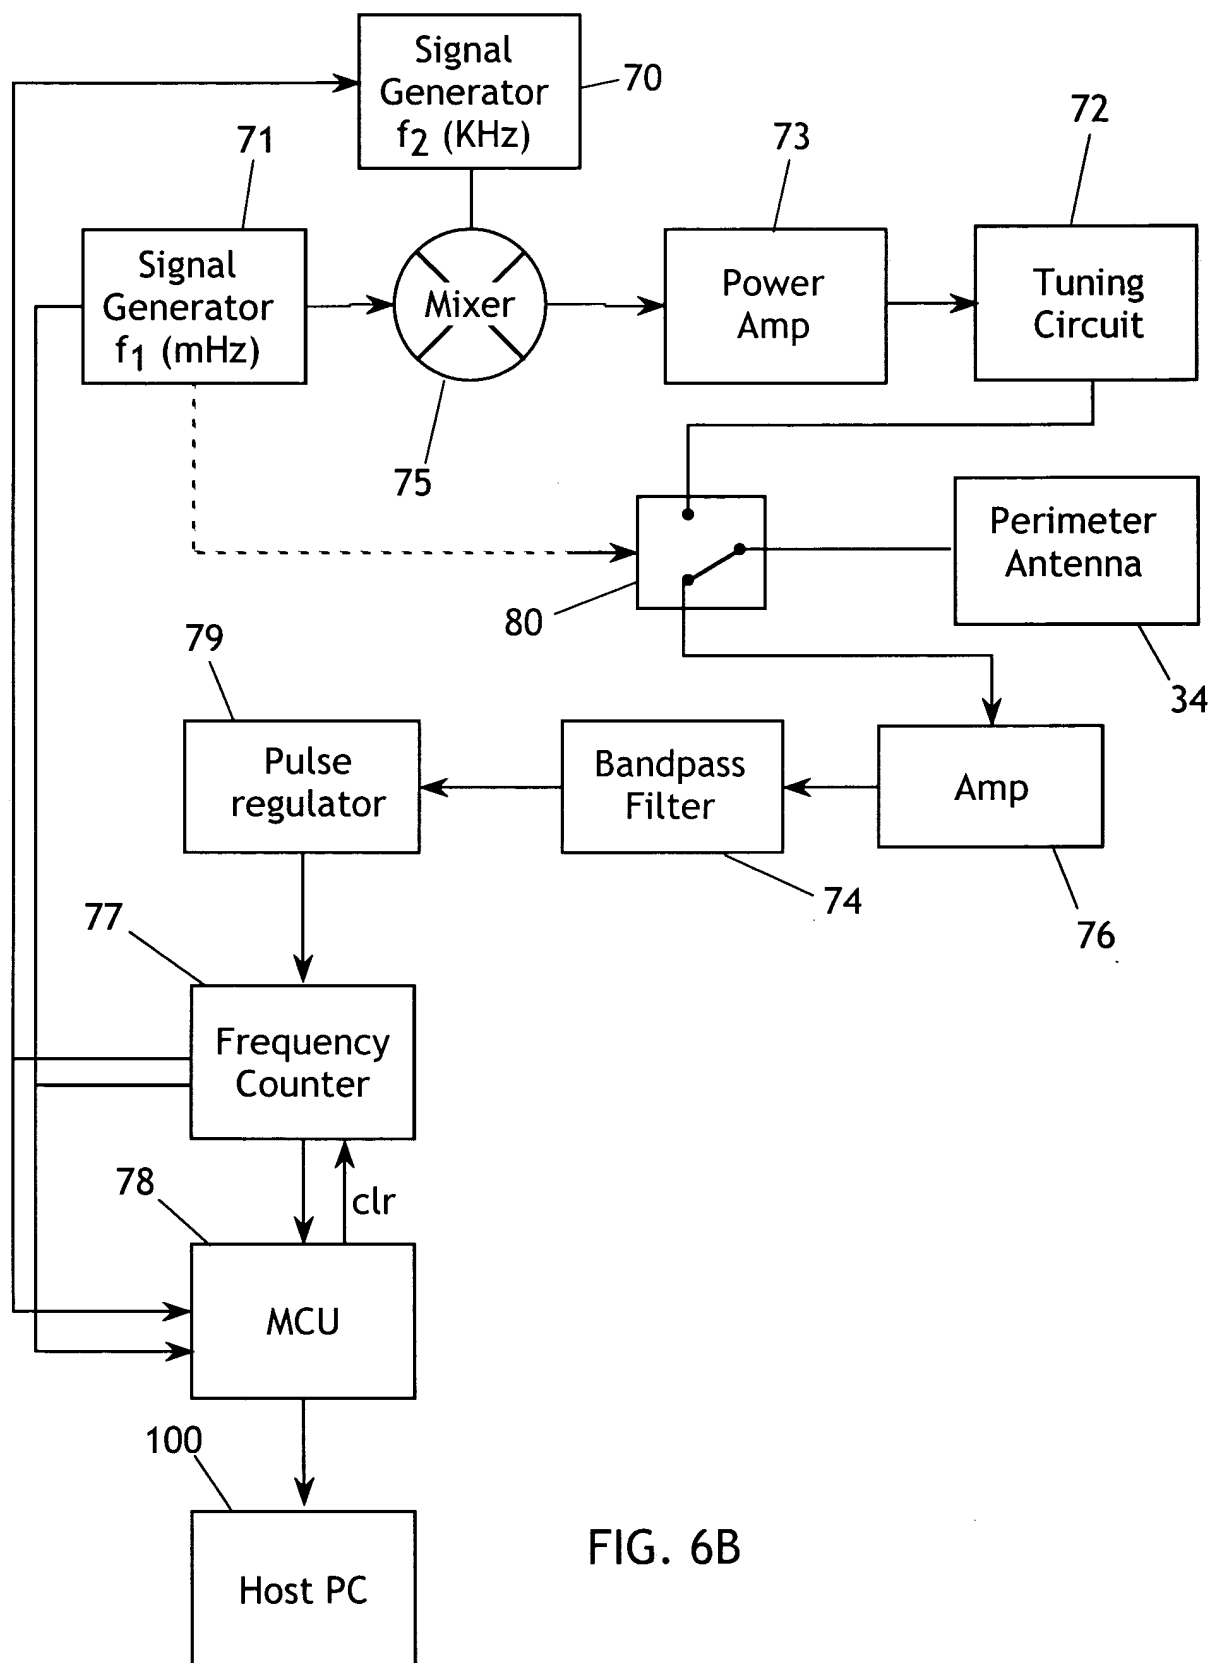 Signal
Generator
f2 (KHz)
70
71
Signal
Generator
f1 (mHz)
Mixer
75
73
Power
Amp
72
Tuning
Circuit
80
Perimeter
Antenna
34
79
Pulse
regulator
Bandpass
Filter
74
Amp
76
77
Frequency
Counter
clr
78
MCU
100
Host PC
FIG. 6B